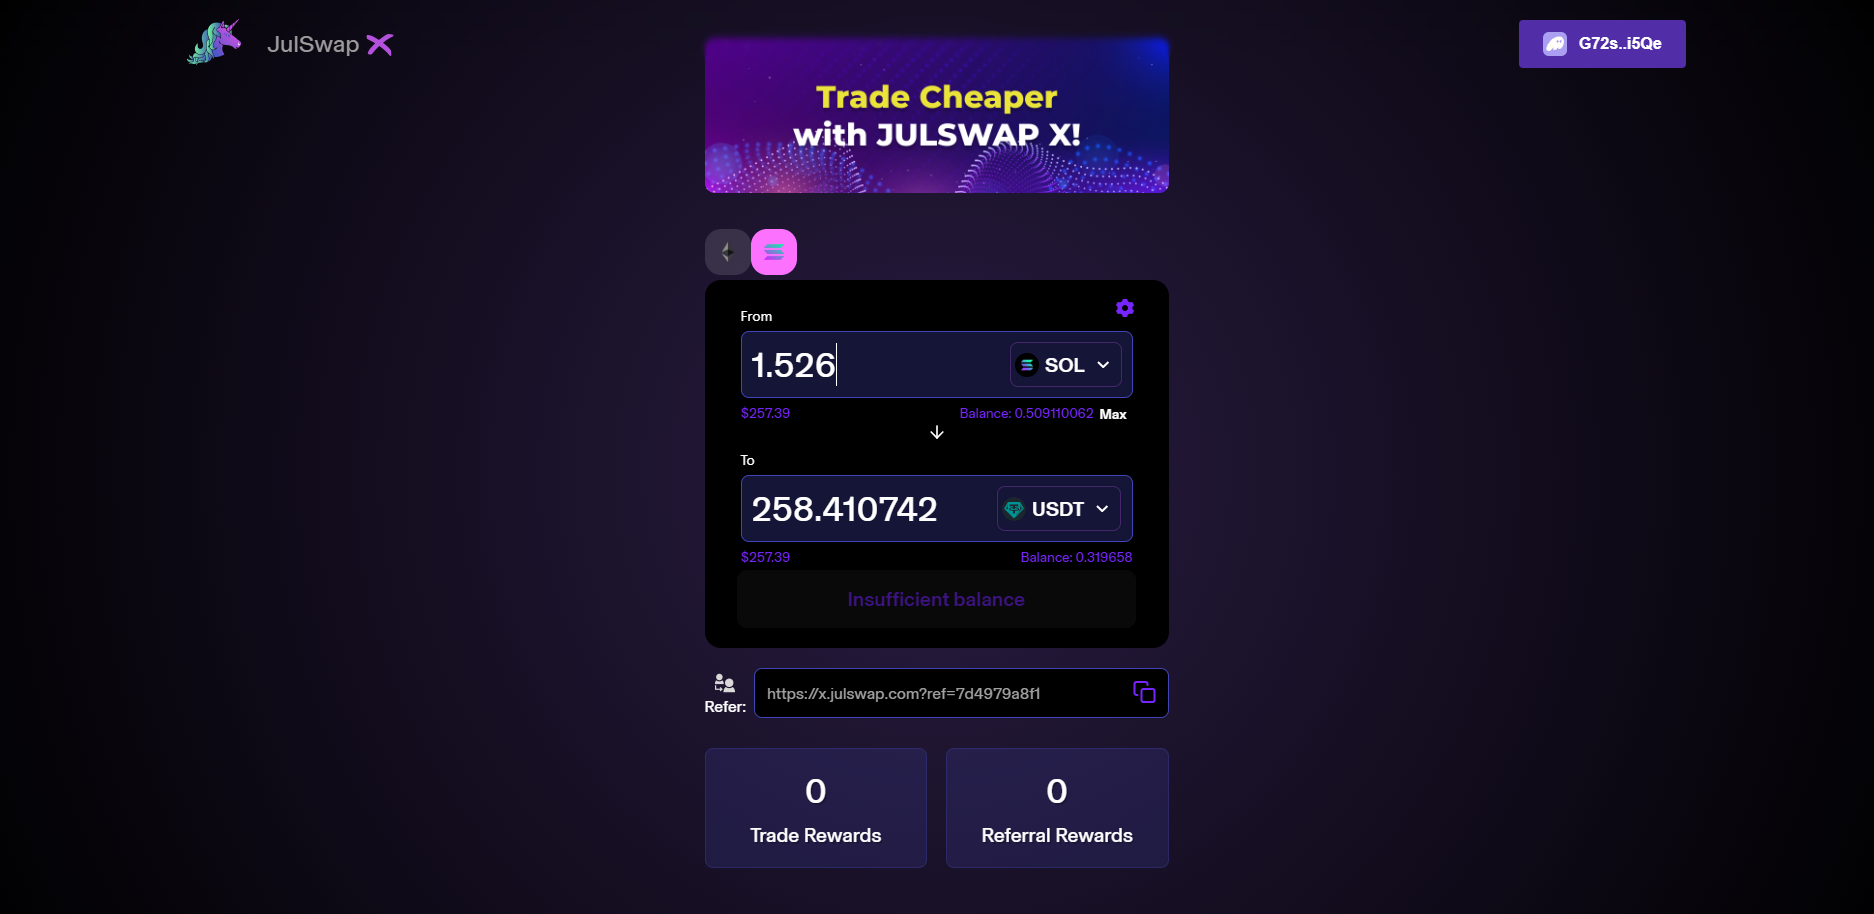 JulSwap X
G72s..i5Qe
Trade Cheaper
with JULSWAP X!
From
1.526
SOL
$257.39
Balance: 0.509110062 Max
To
258.410742
USDT
$257.39
Balance: 0.319658
Insufficient balance
Refer:
https://x.julswap.com?ref=7d4979a8f1
0
Trade Rewards
0
Referral Rewards